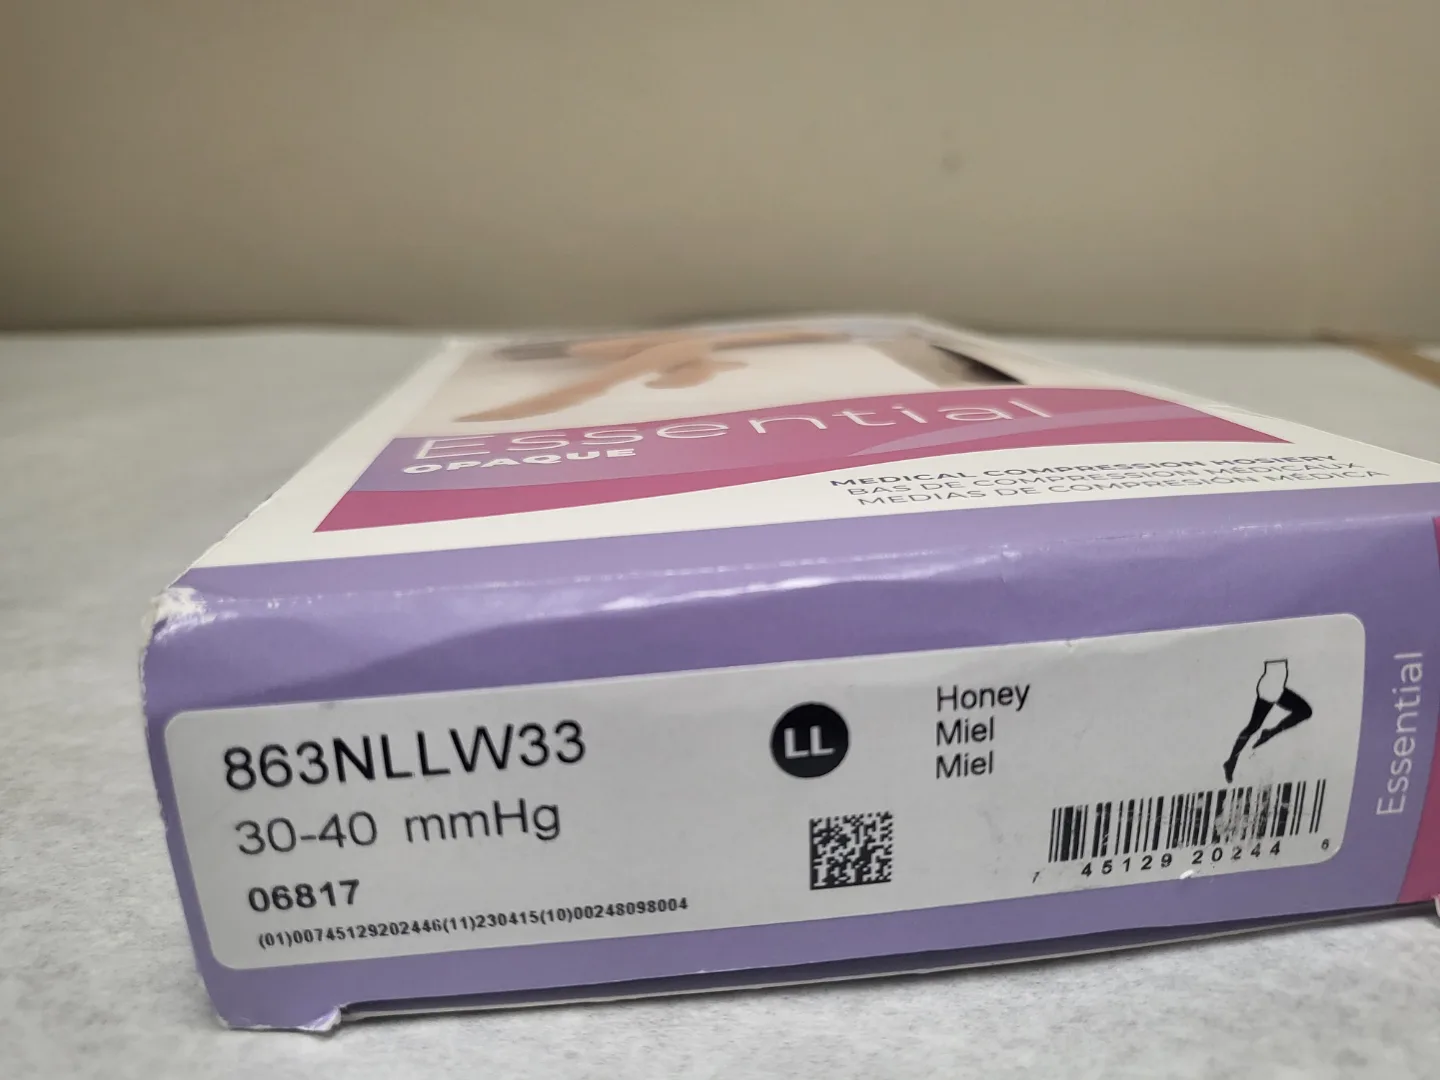 Essential
OPAQUE
MEDICAL COMPRESSION HOSIERY
BAS DE COMPRESSION MÉDICAUX
MEDIAS DE COMPRESIÓN MÉDICA
863NLLW33
30-40 mmHg
06817
(01)00745129202446(11)230415(10)00248098004
LL
Honey
Miel
Miel
7 45129 20244 6
Essential